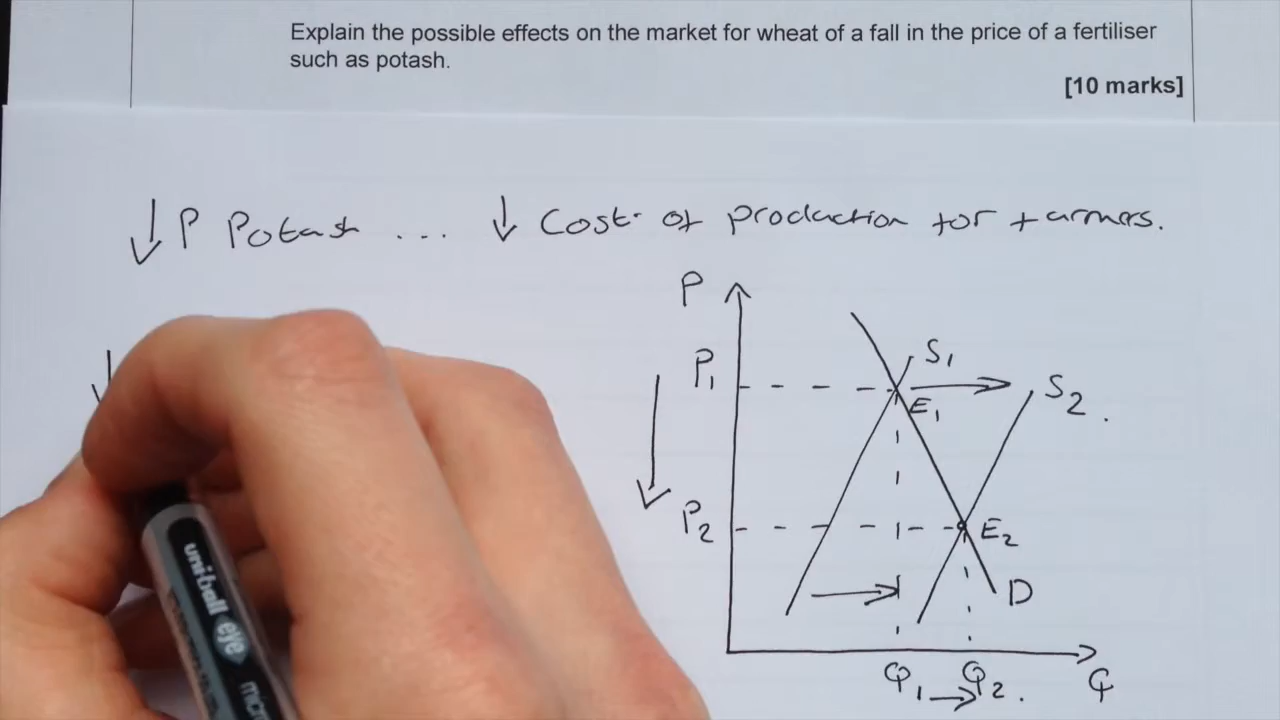 Explain the possible effects on the market for wheat of a fall in the price of a fertiliser
such as potash.
[10 marks]
↓ P Potash ... ↓ Cost of production for farmers.
P
S1
P1
S2.
E1
P2
E2
D
Q1 → Q2.
Q
uni-ball eye micro